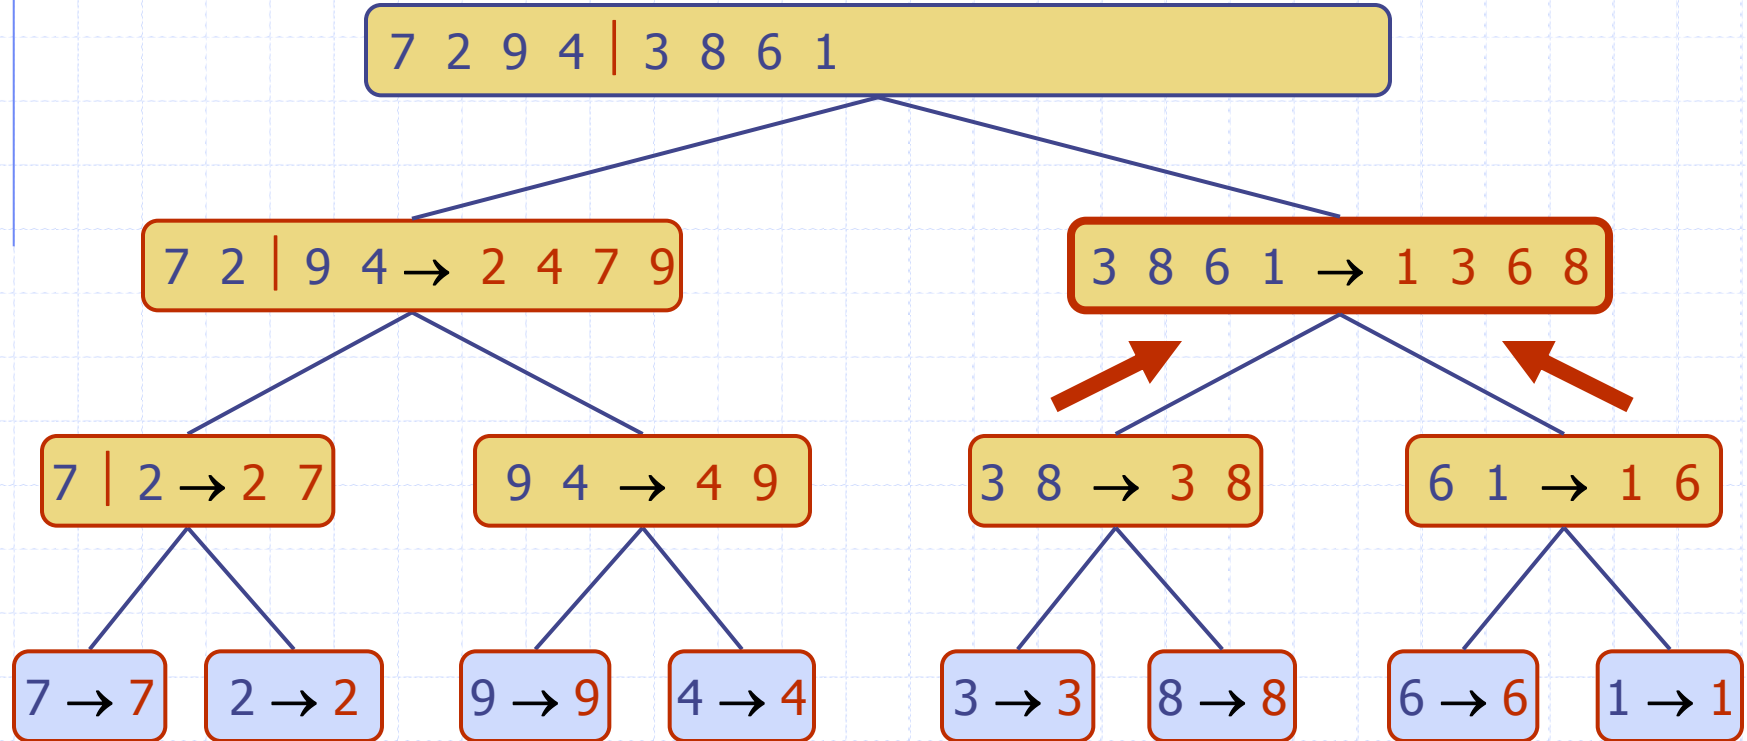 7 2 9 4 | 3 8 6 1
7 2 | 9 4 → 2 4 7 9
3 8 6 1 → 1 3 6 8
7 | 2 → 2 7
9 4 → 4 9
3 8 → 3 8
6 1 → 1 6
7 → 7
2 → 2
9 → 9
4 → 4
3 → 3
8 → 8
6 → 6
1 → 1